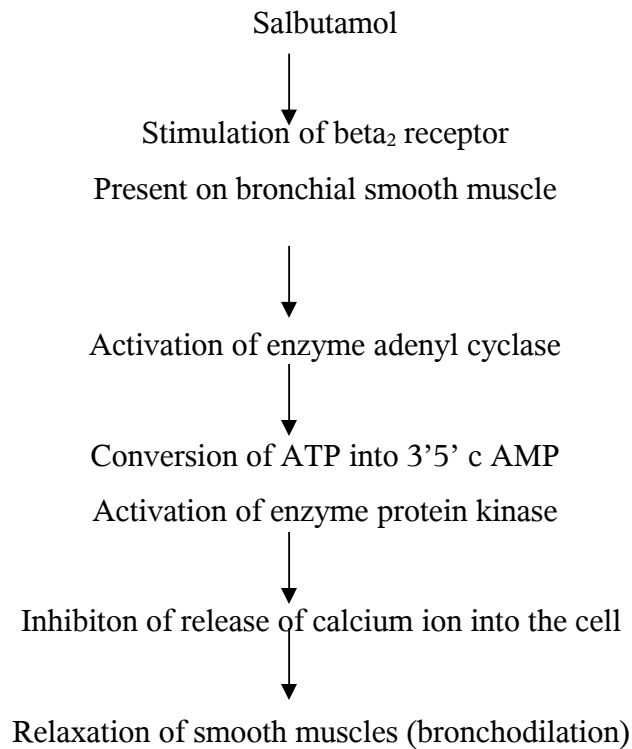 Salbutamol
Stimulation of beta₂ receptor
Present on bronchial smooth muscle
Activation of enzyme adenyl cyclase
Conversion of ATP into 3’5’ c AMP
Activation of enzyme protein kinase
Inhibiton of release of calcium ion into the cell
Relaxation of smooth muscles (bronchodilation)